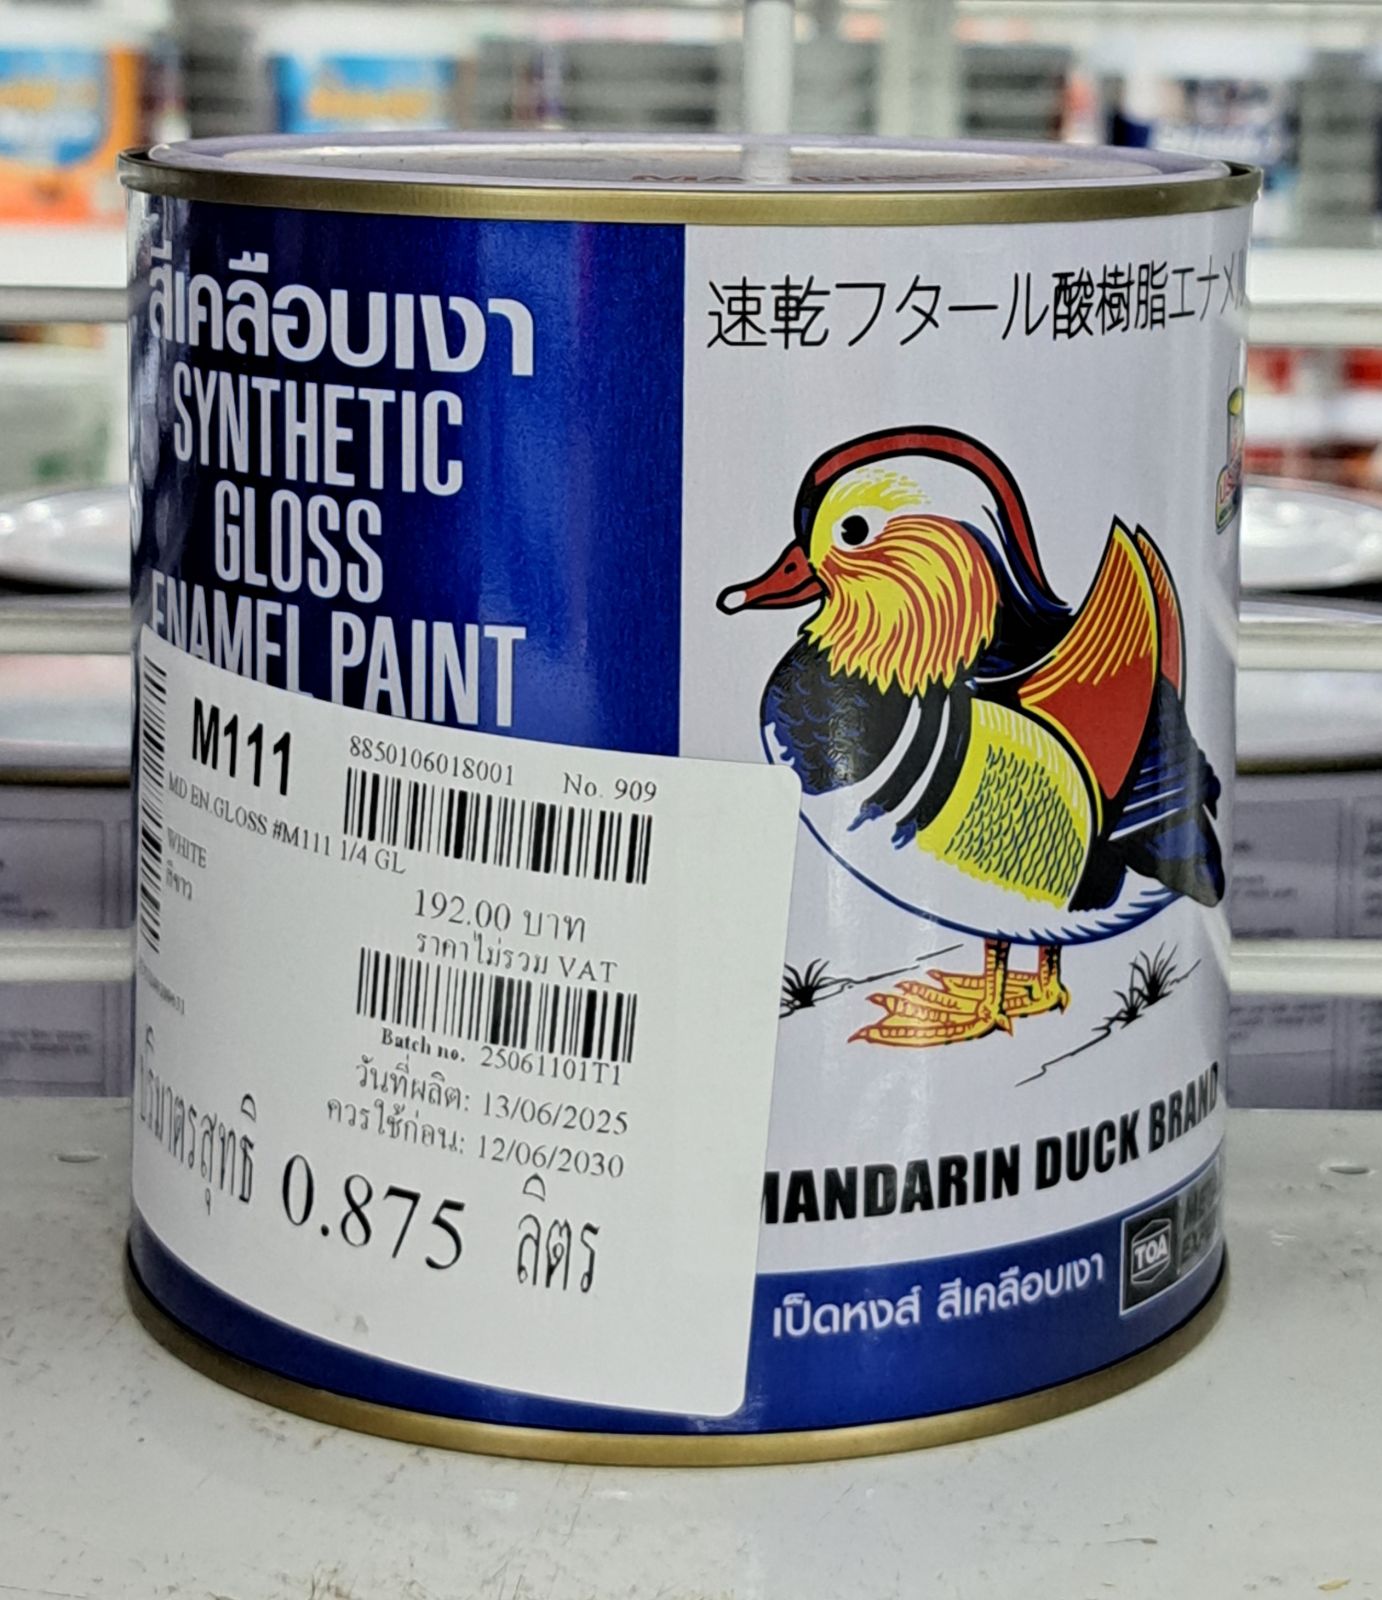 สีเคลือบเงา
SYNTHETIC
GLOSS
ENAMEL PAINT
速乾フタール酸樹脂エナメ
M111
8850106018001 No. 909
MD EN.GLOSS #M111 1/4 GL
WHITE
สีขาว
192.00 บาท
ราคาไม่รวม VAT
Batch no. 25061101T1
วันที่ผลิต: 13/06/2025
ควรใช้ก่อน: 12/06/2030
ปริมาตรสุทธิ 0.875 ลิตร
MANDARIN DUCK BRAND
เป็ดหงส์ สีเคลือบเงา
TOA